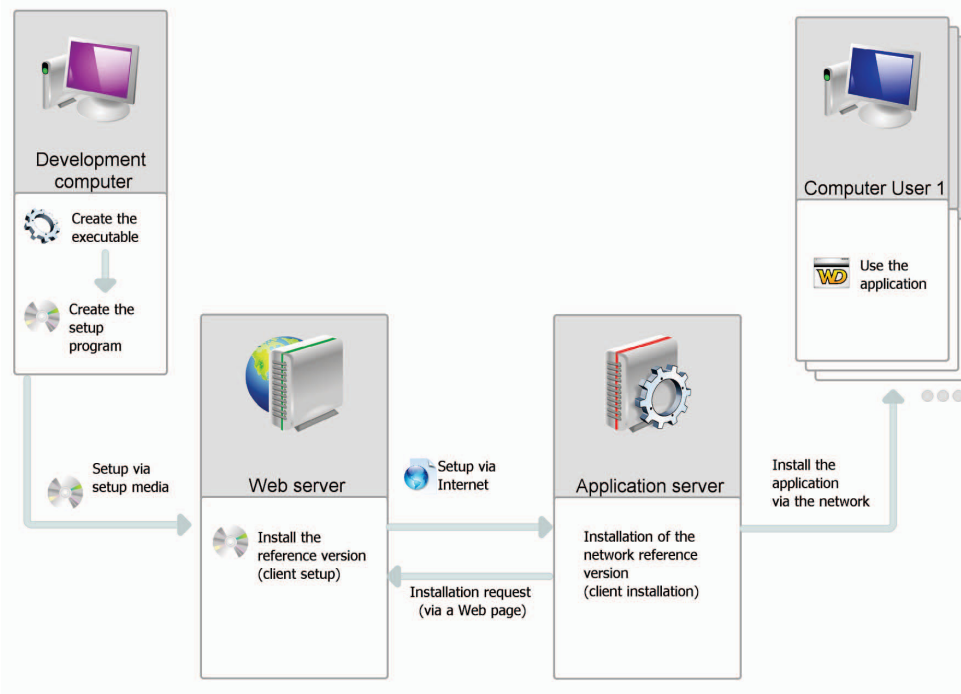 Development
computer
Create the
executable
Create the
setup
program
Setup via
setup media
Web server
Install the
reference version
(client setup)
Setup via
Internet
Installation request
(via a Web page)
Application server
Installation of the
network reference
version
(client installation)
Install the
application
via the network
Computer User 1
WD
Use the
application